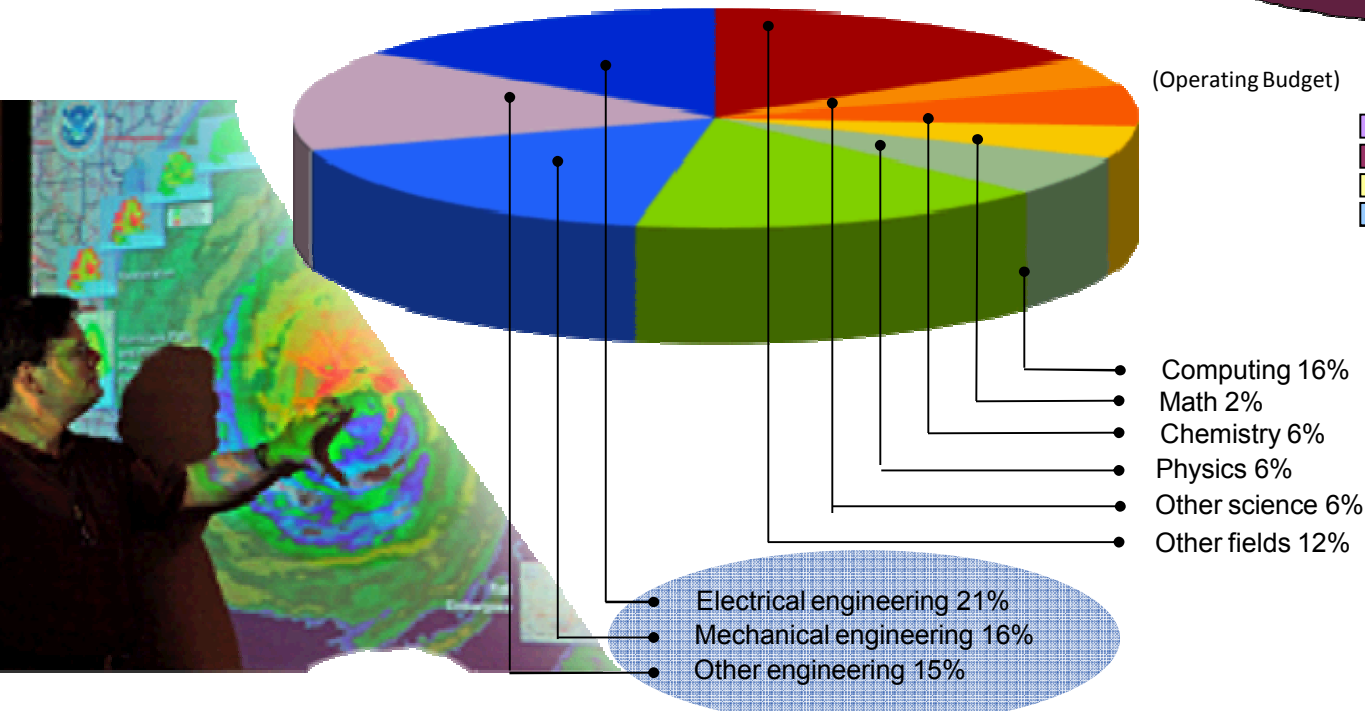 (Operating Budget)
Computing 16%
Math 2%
Chemistry 6%
Physics 6%
Other science 6%
Other fields 12%
Electrical engineering 21%
Mechanical engineering 16%
Other engineering 15%